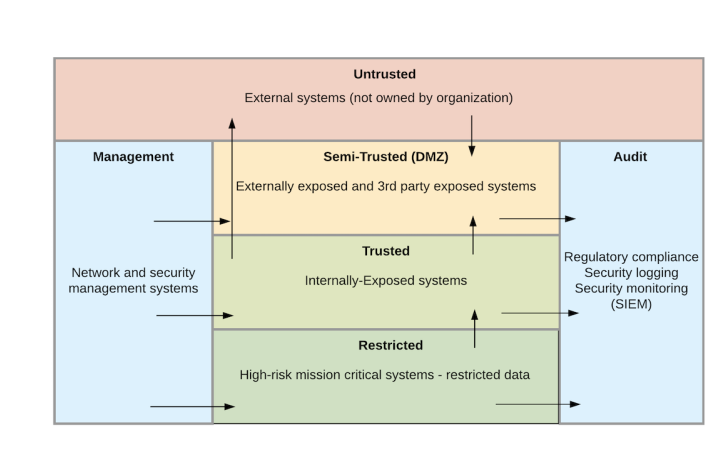 Untrusted
External systems (not owned by organization)
Management
Semi-Trusted (DMZ)
Audit
Externally exposed and 3rd party exposed systems
Trusted
Regulatory compliance
Network and security
Internally-Exposed systems
Security logging
management systems
Security monitoring
(SIEM)
Restricted
High-risk mission critical systems - restricted data